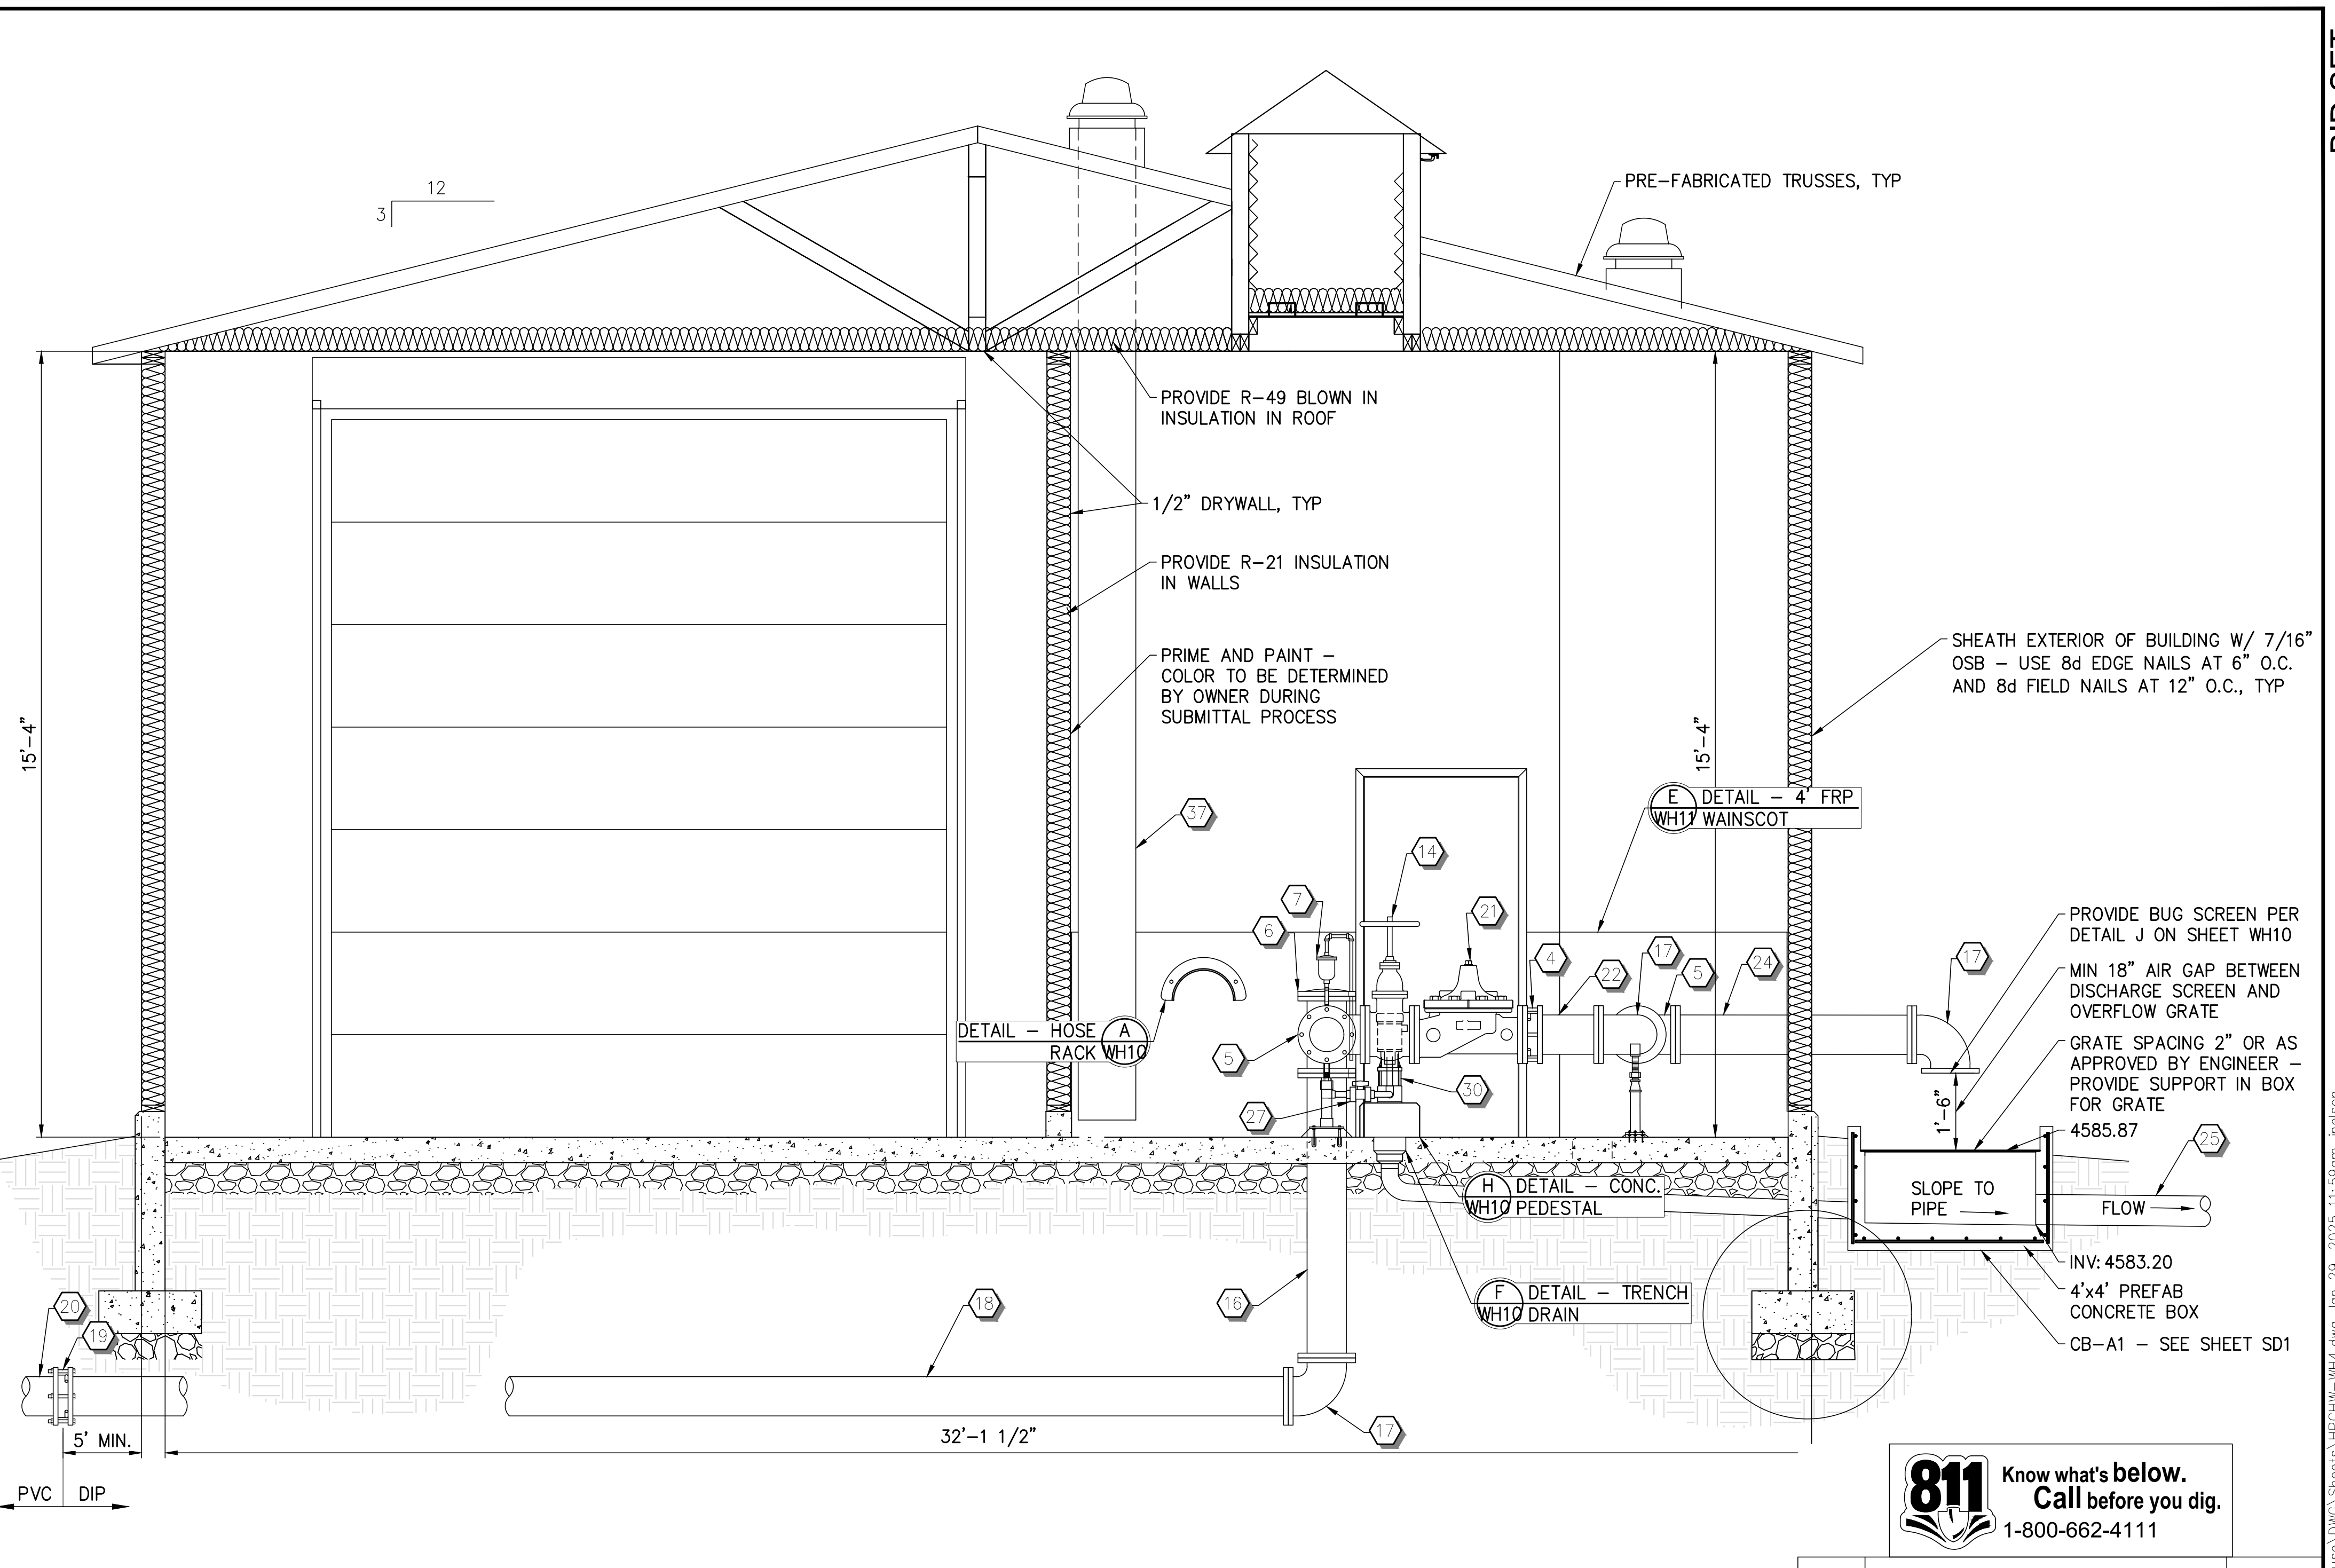 12
3
PRE-FABRICATED TRUSSES, TYP
PROVIDE R-49 BLOWN IN
INSULATION IN ROOF
1/2" DRYWALL, TYP
PROVIDE R-21 INSULATION
IN WALLS
PRIME AND PAINT -
COLOR TO BE DETERMINED
BY OWNER DURING
SUBMITTAL PROCESS
SHEATH EXTERIOR OF BUILDING W/ 7/16"
OSB - USE 8d EDGE NAILS AT 6" O.C.
AND 8d FIELD NAILS AT 12" O.C., TYP
15'-4"
15'-4"
E
WH11
DETAIL - 4' FRP
WAINSCOT
37
14
7
6
21
4
22
17
5
24
17
5
27
30
DETAIL - HOSE
RACK
A
WH10
PROVIDE BUG SCREEN PER
DETAIL J ON SHEET WH10
MIN 18" AIR GAP BETWEEN
DISCHARGE SCREEN AND
OVERFLOW GRATE
GRATE SPACING 2" OR AS
APPROVED BY ENGINEER -
PROVIDE SUPPORT IN BOX
FOR GRATE
1'-6"
4585.87
25
SLOPE TO
PIPE
FLOW
INV: 4583.20
4'x4' PREFAB
CONCRETE BOX
CB-A1 - SEE SHEET SD1
H
WH10
DETAIL - CONC.
PEDESTAL
F
WH10
DETAIL - TRENCH
DRAIN
20
19
18
16
17
5' MIN.
32'-1 1/2"
PVC
DIP
811
Know what's below.
Call before you dig.
1-800-662-4111